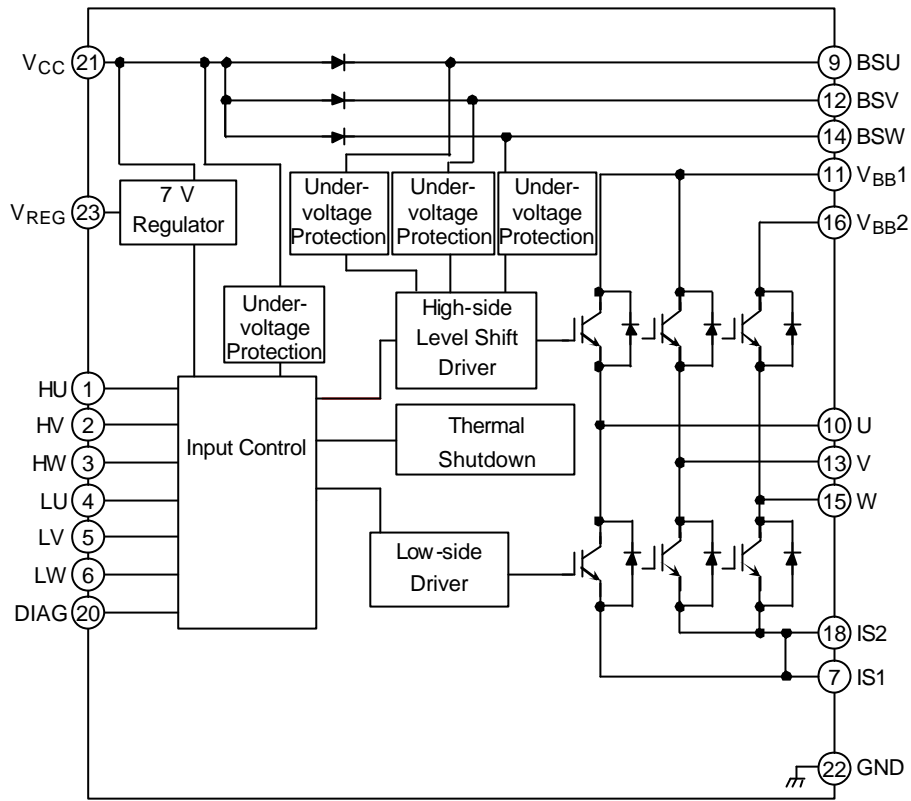 VCC 21
9 BSU
12 BSV
14 BSW
11 VBB1
16 VBB2
VREG 23
7 V
Regulator
Under-
voltage
Protection
Under-
voltage
Protection
Under-
voltage
Protection
Under-
voltage
Protection
High-side
Level Shift
Driver
HU 1
HV 2
HW 3
LU 4
LV 5
LW 6
DIAG 20
Input Control
Thermal
Shutdown
Low-side
Driver
10 U
13 V
15 W
18 IS2
7 IS1
22 GND